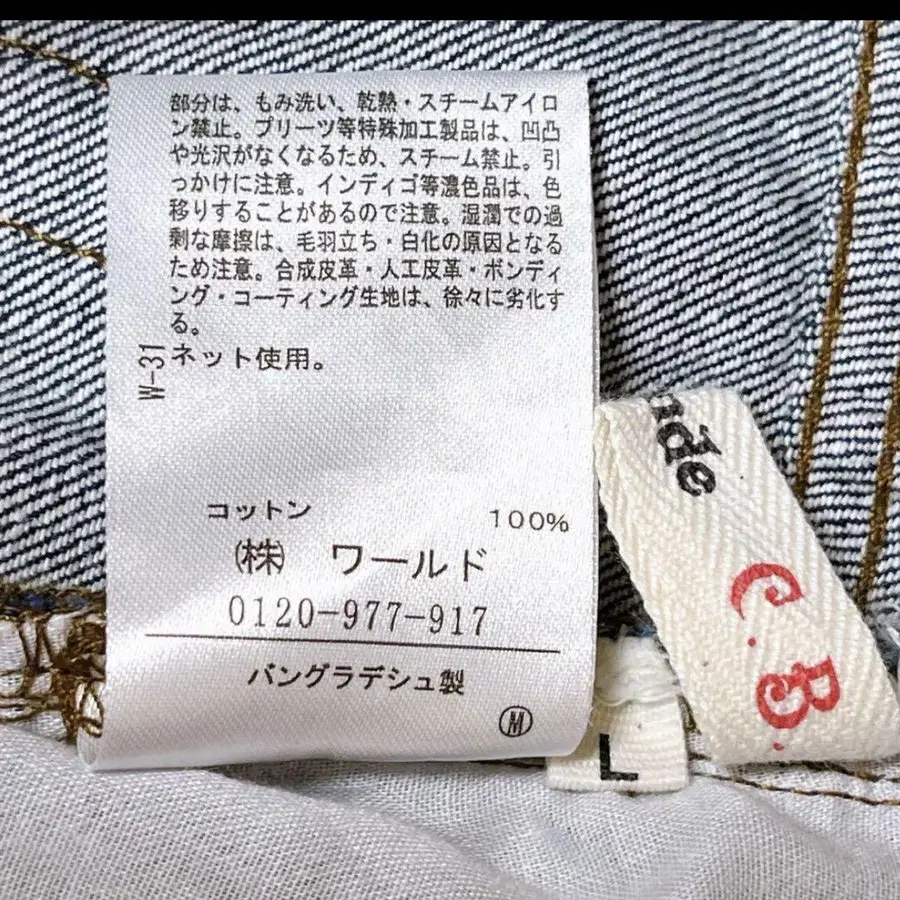 部分は、もみ洗い、乾熱・スチームアイロ
ン禁止。プリーツ等特殊加工製品は、凹凸
や光沢がなくなるため、スチーム禁止。引
っかけに注意。インディゴ等濃色品は、色
移りすることがあるので注意。湿潤での過
剰な摩擦は、毛羽立ち・白化の原因となる
ため注意。合成皮革・人工皮革・ボンディ
ング・コーティング生地は、徐々に劣化す
る。
ネット使用。
W-31
コットン 100%
㈱ ワールド
0120-977-917
バングラデシュ製
Ⓜ
L
C.B.